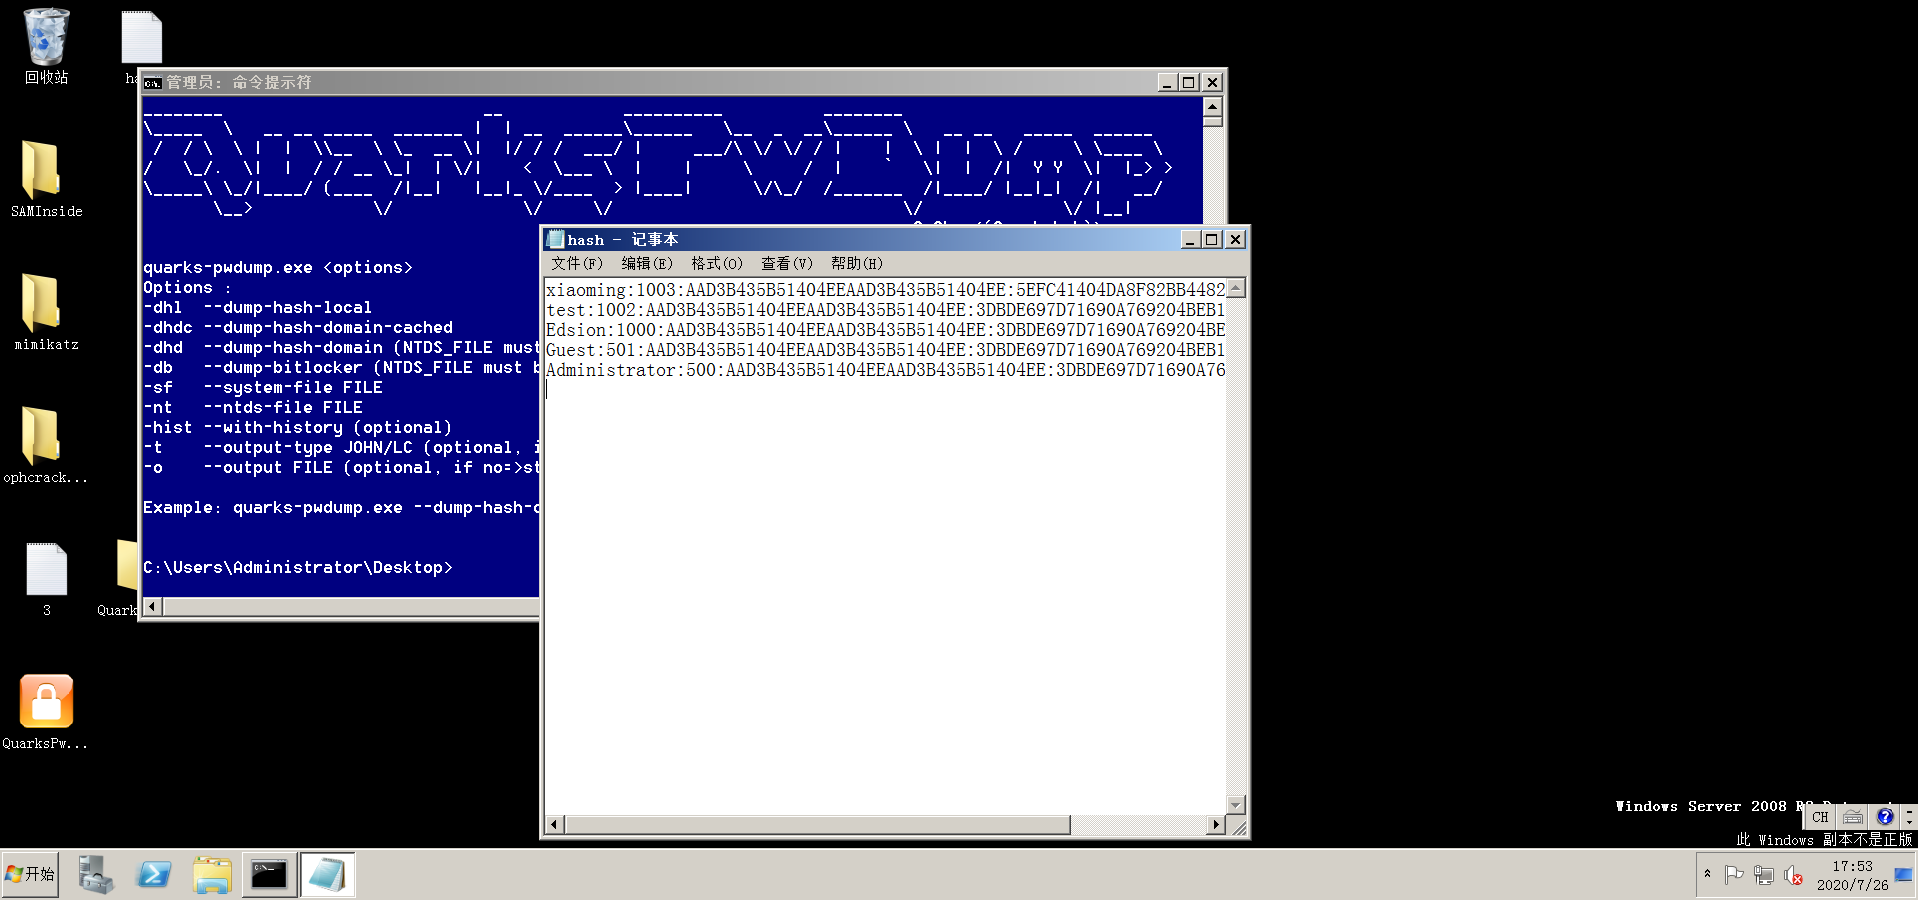 回收站
SAMInside
mimikatz
ophcrack...
3
Quark
QuarksPw...
管理员: 命令提示符
quarks-pwdump.exe <options>
Options :
-dhl  --dump-hash-local
-dhdc --dump-hash-domain-cached
-dhd  --dump-hash-domain (NTDS_FILE must
-db   --dump-bitlocker (NTDS_FILE must b
-sf   --system-file FILE
-nt   --ntds-file FILE
-hist --with-history (optional)
-t    --output-type JOHN/LC (optional, i
-o    --output FILE (optional, if no=>st
Example: quarks-pwdump.exe --dump-hash-d
C:\Users\Administrator\Desktop>
hash - 记事本
文件(F) 编辑(E) 格式(O) 查看(V) 帮助(H)
xiaoming:1003:AAD3B435B51404EEAAD3B435B51404EE:5EFC41404DA8F82BB4482
test:1002:AAD3B435B51404EEAAD3B435B51404EE:3DBDE697D71690A769204BEB1
Edsion:1000:AAD3B435B51404EEAAD3B435B51404EE:3DBDE697D71690A769204BE
Guest:501:AAD3B435B51404EEAAD3B435B51404EE:3DBDE697D71690A769204BEB1
Administrator:500:AAD3B435B51404EEAAD3B435B51404EE:3DBDE697D71690A76
Windows Server 2008
CH
此 Windows 副本不是正版
开始
17:53
2020/7/26